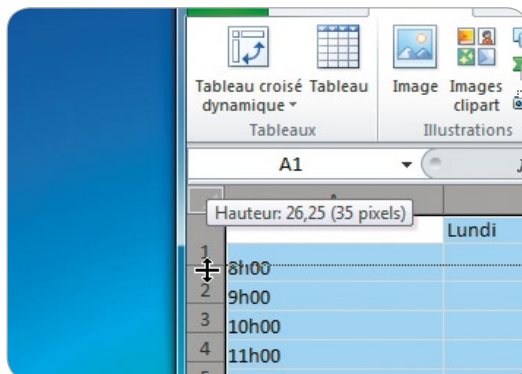 Tableau croisé dynamique
Tableau
Image
Images clipart
Tableaux
Illustrations
A1
Hauteur: 26,25 (35 pixels)
Lundi
1
8h00
2
9h00
3
10h00
4
11h00